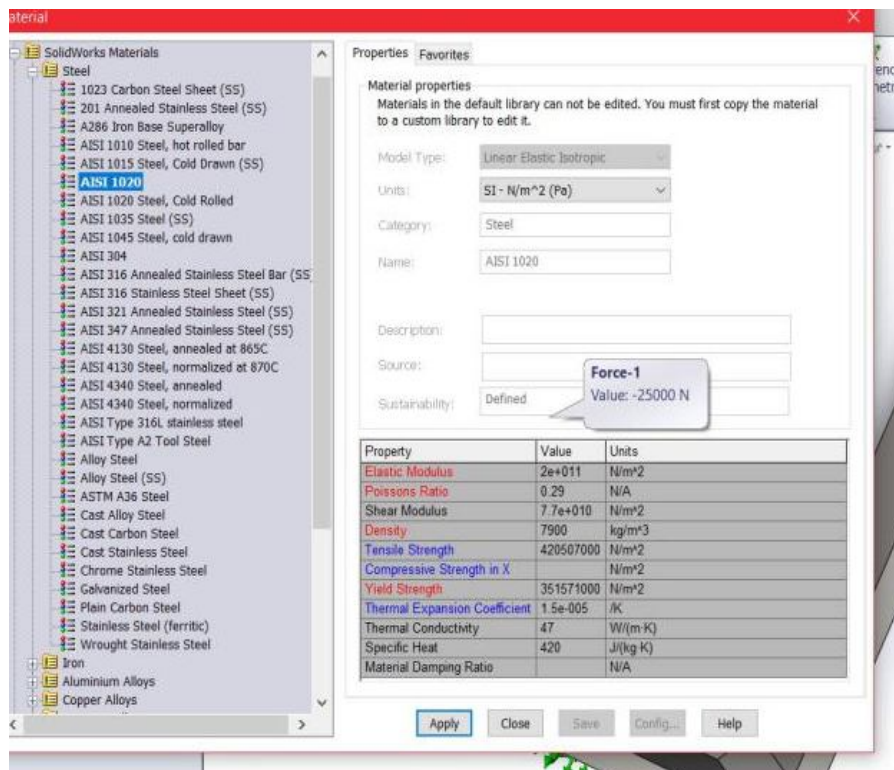 aterial
SolidWorks Materials
Steel
1023 Carbon Steel Sheet (SS)
201 Annealed Stainless Steel (SS)
A286 Iron Base Superalloy
AISI 1010 Steel, hot rolled bar
AISI 1015 Steel, Cold Drawn (SS)
AISI 1020
AISI 1020 Steel, Cold Rolled
AISI 1035 Steel (SS)
AISI 1045 Steel, cold drawn
AISI 304
AISI 316 Annealed Stainless Steel Bar (SS
AISI 316 Stainless Steel Sheet (SS)
AISI 321 Annealed Stainless Steel (SS)
AISI 347 Annealed Stainless Steel (SS)
AISI 4130 Steel, annealed at 865C
AISI 4130 Steel, normalized at 870C
AISI 4340 Steel, annealed
AISI 4340 Steel, normalized
AISI Type 316L stainless steel
AISI Type A2 Tool Steel
Alloy Steel
Alloy Steel (SS)
ASTM A36 Steel
Cast Alloy Steel
Cast Carbon Steel
Cast Stainless Steel
Chrome Stainless Steel
Galvanized Steel
Plain Carbon Steel
Stainless Steel (ferritic)
Wrought Stainless Steel
Iron
Aluminium Alloys
Copper Alloys
Properties Favorites
Material properties
Materials in the default library can not be edited. You must first copy the material
to a custom library to edit it.
Model Type: Linear Elastic Isotropic
Units: SI - N/m^2 (Pa)
Category: Steel
Name: AISI 1020
Description:
Source:
Sustainability: Defined
Force-1
Value: -25000 N
Property Value Units
Elastic Modulus 2e+011 N/m^2
Poissons Ratio 0.29 N/A
Shear Modulus 7.7e+010 N/m^2
Density 7900 kg/m^3
Tensile Strength 420507000 N/m^2
Compressive Strength in X N/m^2
Yield Strength 351571000 N/m^2
Thermal Expansion Coefficient 1.5e-005 /K
Thermal Conductivity 47 W/(m·K)
Specific Heat 420 J/(kg·K)
Material Damping Ratio N/A
Apply Close Save Config... Help